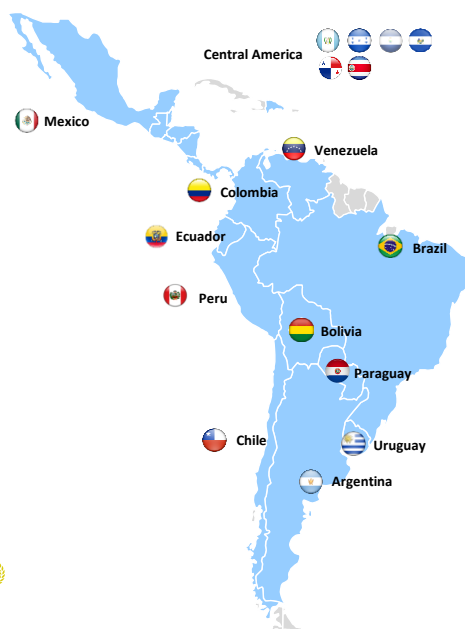 Central America
Mexico
Venezuela
Colombia
Ecuador
Brazil
Peru
Bolivia
Paraguay
Chile
Uruguay
Argentina